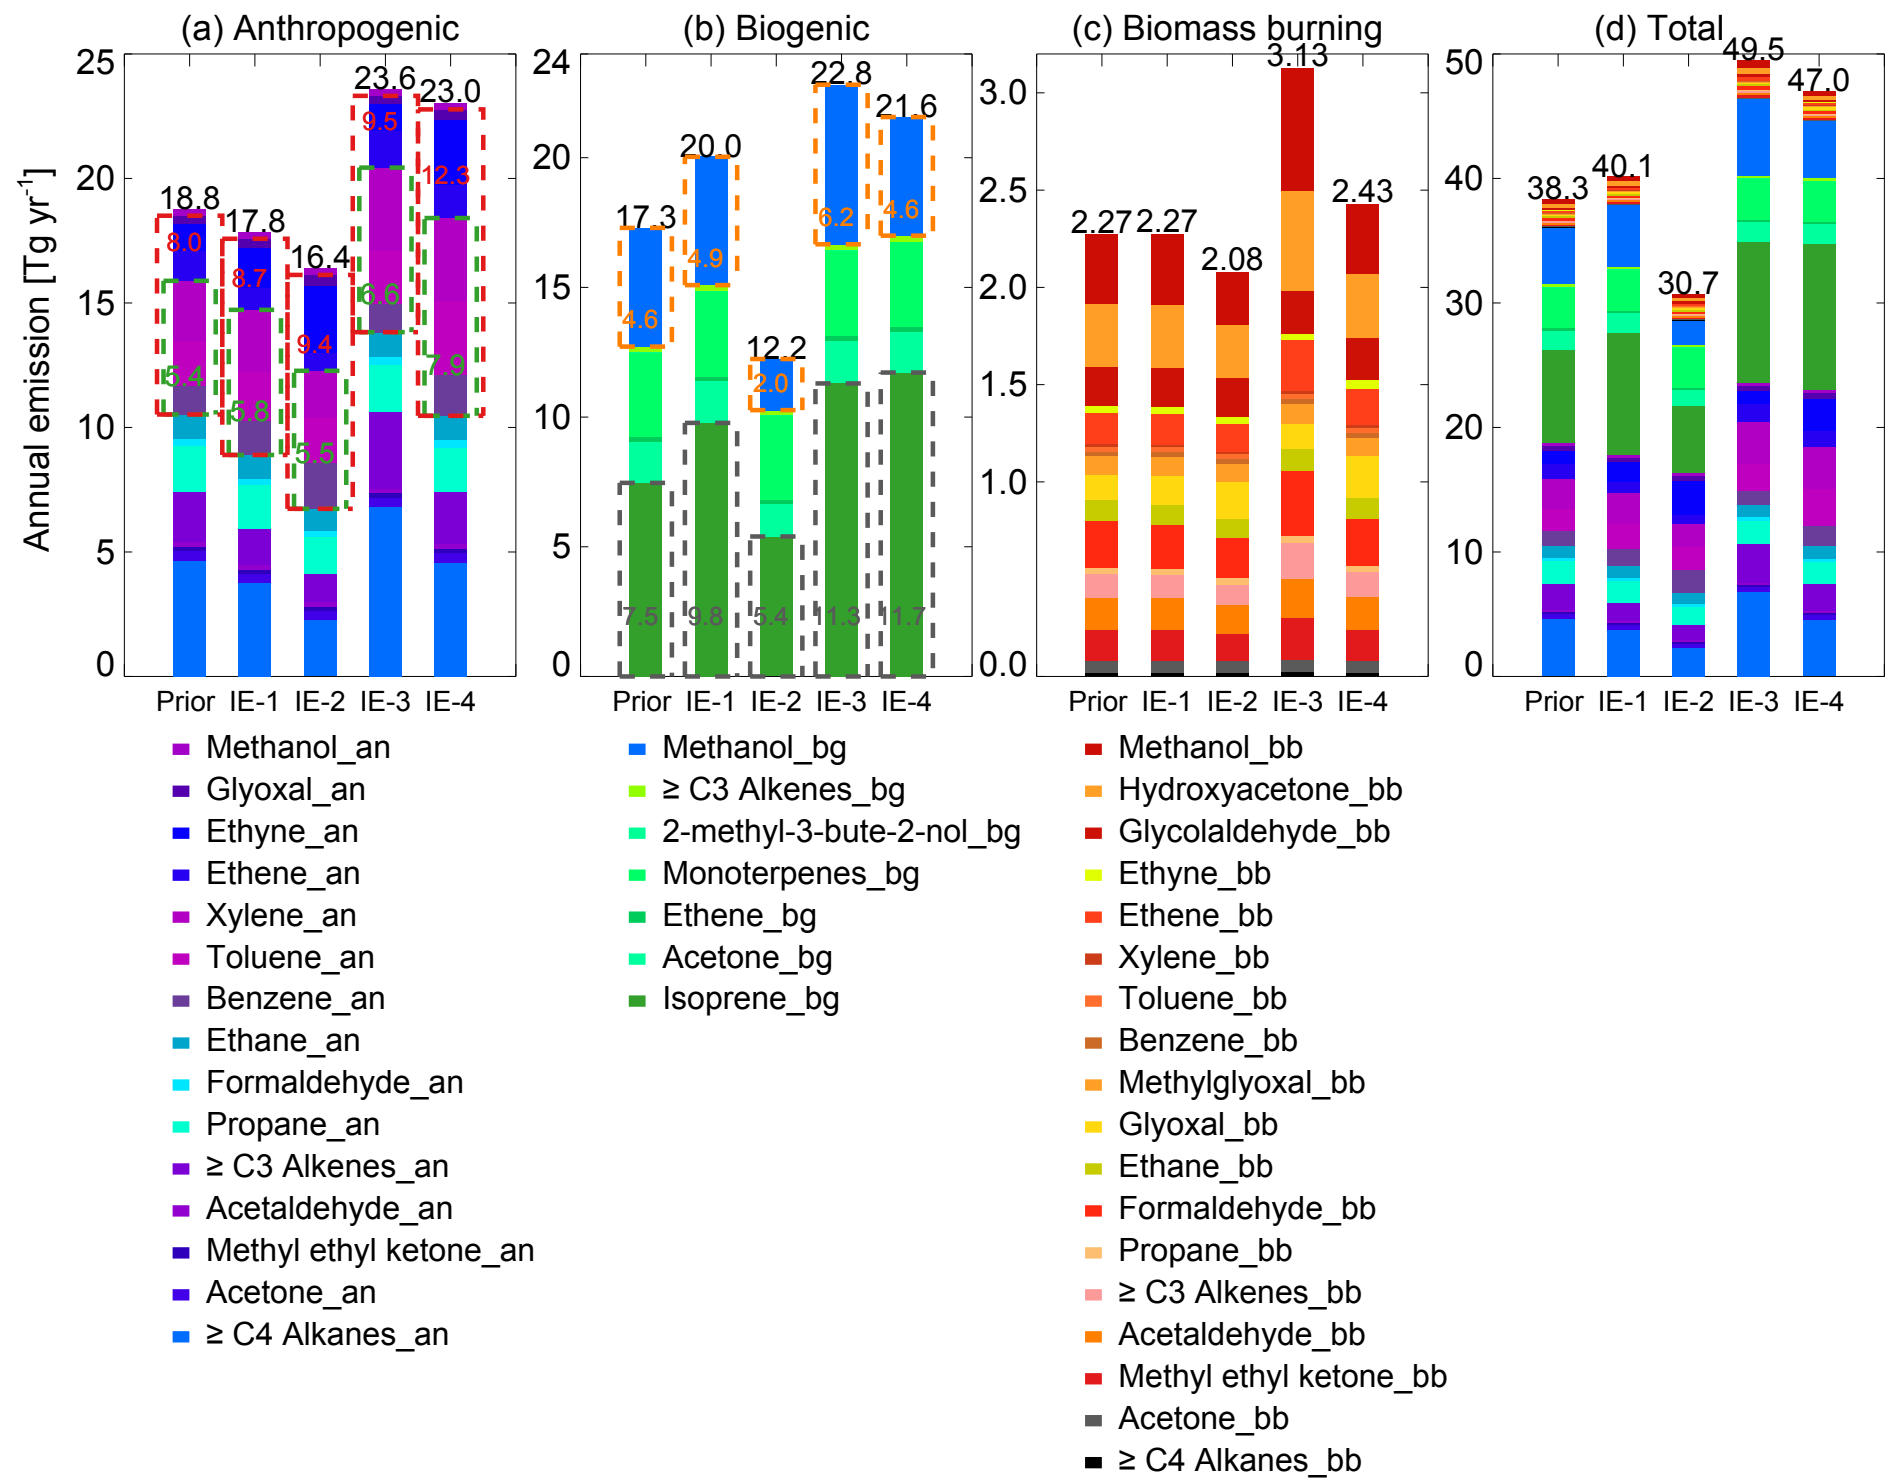 (a) Anthropogenic
(b) Biogenic
(c) Biomass burning
(d) Total
Annual emission [Tg yr-1]
25
20
15
10
5
0
18.8
17.8
16.4
23.6
23.0
8.0
8.7
9.4
9.5
12.3
5.4
5.8
5.5
6.6
7.9
Prior IE-1 IE-2 IE-3 IE-4
24
20
15
10
5
0
17.3
20.0
12.2
22.8
21.6
4.6
4.9
2.0
6.2
4.6
7.5
9.8
5.4
11.3
11.7
Prior IE-1 IE-2 IE-3 IE-4
3.0
2.5
2.0
1.5
1.0
0.0
2.27
2.27
2.08
3.13
2.43
Prior IE-1 IE-2 IE-3 IE-4
50
40
30
20
10
0
38.3
40.1
30.7
49.5
47.0
Prior IE-1 IE-2 IE-3 IE-4
Methanol_an
Glyoxal_an
Ethyne_an
Ethene_an
Xylene_an
Toluene_an
Benzene_an
Ethane_an
Formaldehyde_an
Propane_an
≥ C3 Alkenes_an
Acetaldehyde_an
Methyl ethyl ketone_an
Acetone_an
≥ C4 Alkanes_an
Methanol_bg
≥ C3 Alkenes_bg
2-methyl-3-bute-2-nol_bg
Monoterpenes_bg
Ethene_bg
Acetone_bg
Isoprene_bg
Methanol_bb
Hydroxyacetone_bb
Glycolaldehyde_bb
Ethyne_bb
Ethene_bb
Xylene_bb
Toluene_bb
Benzene_bb
Methylglyoxal_bb
Glyoxal_bb
Ethane_bb
Formaldehyde_bb
Propane_bb
≥ C3 Alkenes_bb
Acetaldehyde_bb
Methyl ethyl ketone_bb
Acetone_bb
≥ C4 Alkanes_bb